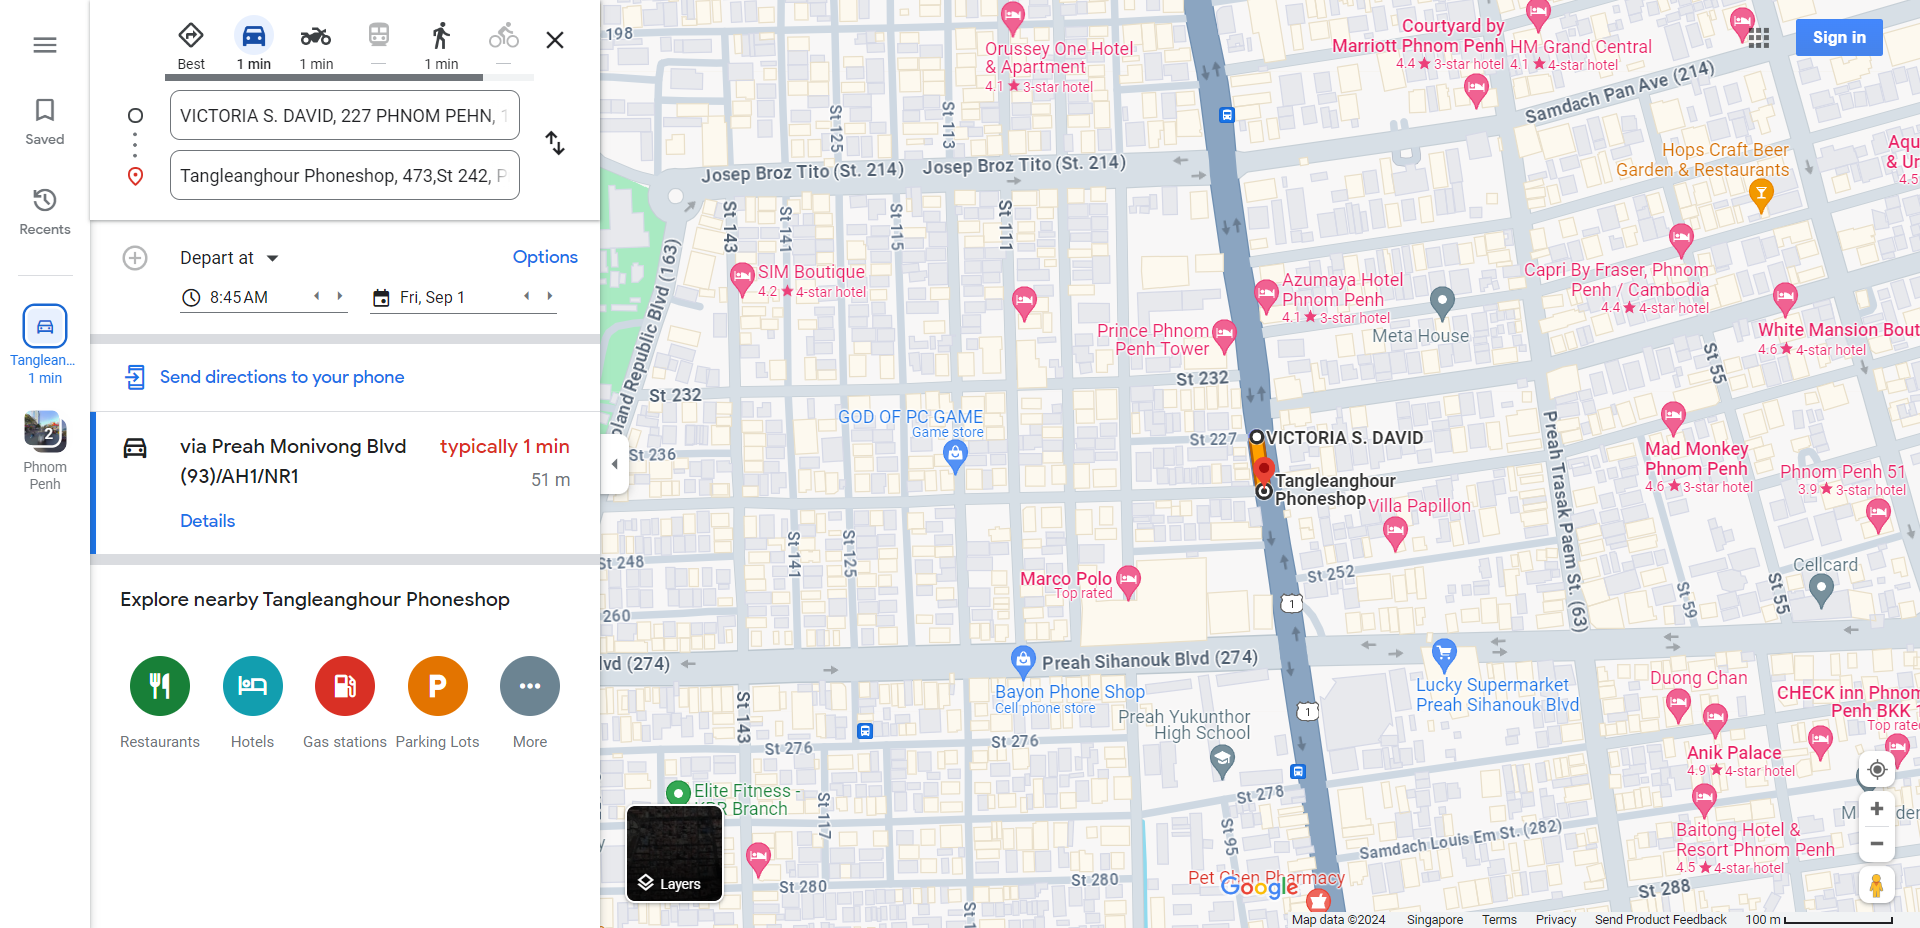 Best
1 min
1 min
—
1 min
—
VICTORIA S. DAVID, 227 PHNOM PEHN, 1
Tangleanghour Phoneshop, 473,St 242, P
Saved
Recents
Tanglean...
1 min
2
Phnom
Penh
Depart at
Options
8:45 AM
Fri, Sep 1
Send directions to your phone
via Preah Monivong Blvd
(93)/AH1/NR1
typically 1 min
51 m
Details
Explore nearby Tangleanghour Phoneshop
P
Restaurants
Hotels
Gas stations
Parking Lots
More
Sign in
198
Orussey One Hotel
& Apartment
4.1 ★ 3-star hotel
Courtyard by
Marriott Phnom Penh
4.4 ★ 3-star hotel
HM Grand Central
4.1 ★ 4-star hotel
Samdach Pan Ave (214)
St 125
St 113
Josep Broz Tito (St. 214)
Josep Broz Tito (St. 214)
Hops Craft Beer
Garden & Restaurants
Aqu
& Ur
4.5
St 143
St 141
St 115
St 111
land Republic Blvd (163)
SIM Boutique
4.2 ★ 4-star hotel
Azumaya Hotel
Phnom Penh
4.1 ★ 3-star hotel
Meta House
Capri By Fraser, Phnom
Penh / Cambodia
4.4 ★ 4-star hotel
Prince Phnom
Penh Tower
White Mansion Bout
4.6 ★ 4-star hotel
St 55
St 232
St 232
GOD OF PC GAME
Game store
St 236
St 227
VICTORIA S. DAVID
Tangleanghour
Phoneshop
Villa Papillon
Preah Trasak Paem St. (63)
Mad Monkey
Phnom Penh
4.6 ★ 3-star hotel
Phnom Penh 51
3.9 ★ 3-star hotel
St 248
St 141
St 125
Marco Polo
Top rated
St 252
Cellcard
St 59
St 55
260
1
lvd (274)
Preah Sihanouk Blvd (274)
Bayon Phone Shop
Cell phone store
Lucky Supermarket
Preah Sihanouk Blvd
Duong Chan
CHECK inn Phnom
Penh BKK 1
Top rated
St 143
1
Preah Yukunthor
High School
St 276
St 276
Anik Palace
4.9 ★ 4-star hotel
Elite Fitness -
KPR Branch
St 117
St 278
St 95
Samdach Louis Em St. (282)
Baitong Hotel &
Resort Phnom Penh
4.5 ★ 4-star hotel
Layers
St 280
St 280
Pet Chen Pharmacy
St 288
Google
Map data ©2024
Singapore
Terms
Privacy
Send Product Feedback
100 m